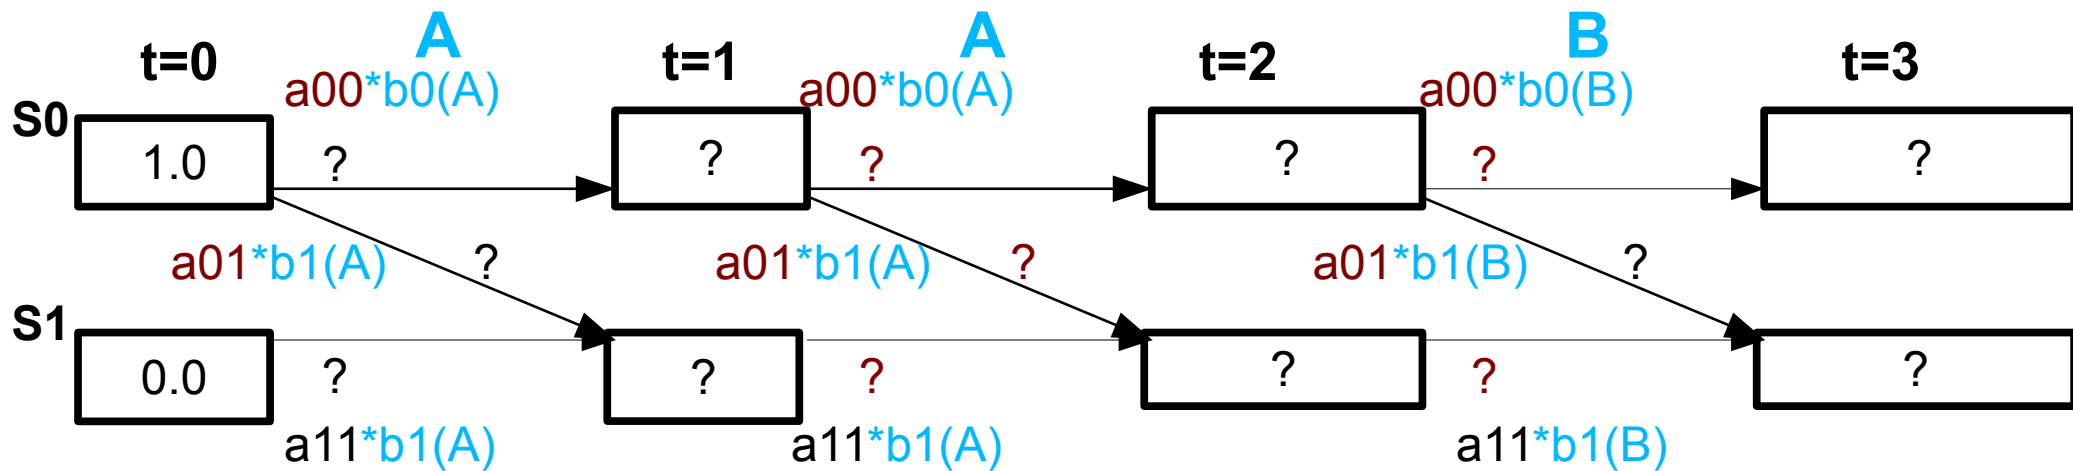 A A B
t=0 t=1 t=2 t=3
a00*b0(A) a00*b0(A) a00*b0(B)
S0
1.0 ? ? ? ? ? ?
a01*b1(A) ? a01*b1(A) ? a01*b1(B) ?
S1
0.0 ? ? ? ? ? ?
a11*b1(A) a11*b1(A) a11*b1(B)